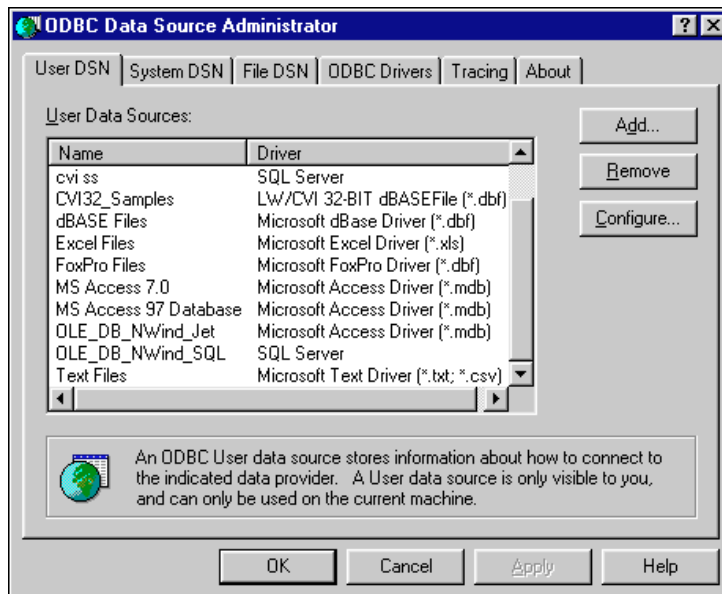 ODBC Data Source Administrator
User DSN System DSN File DSN ODBC Drivers Tracing About
User Data Sources:
Add...
Name Driver
cvi ss SQL Server
CVI32_Samples LW/CVI 32-BIT dBASEFile (*.dbf)
Remove
dBASE Files Microsoft dBase Driver (*.dbf)
Configure...
Excel Files Microsoft Excel Driver (*.xls)
FoxPro Files Microsoft FoxPro Driver (*.dbf)
MS Access 7.0 Microsoft Access Driver (*.mdb)
MS Access 97 Database Microsoft Access Driver (*.mdb)
OLE_DB_NWind_Jet Microsoft Access Driver (*.mdb)
OLE_DB_NWind_SQL SQL Server
Text Files Microsoft Text Driver (*.txt; *.csv)
An ODBC User data source stores information about how to connect to
the indicated data provider. A User data source is only visible to you,
and can only be used on the current machine.
OK Cancel Apply Help